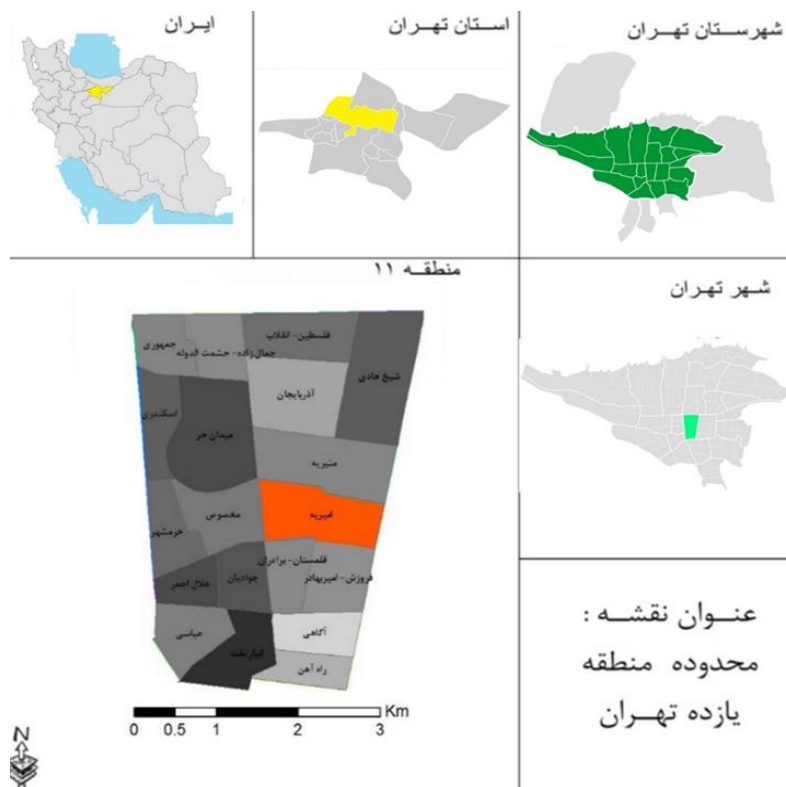 شهرستان تهران
استان تهران
ایران
شهر تهران
منطقه ۱۱
فلسطین- انقلاب
جمهوری
جمال زاده- حشمت الدوله
شیخ هادی
آذربایجان
اسکندری
میدان حر
منیریه
امیریه
مخصوص
خرمشهر
قلمستان- برادران
فروزش- امیربهادر
جوادیان
هلال احمر
عباسی
آگاهی
انبار نفت
راه آهن
0 0.5 1 2 3 Km
N
عنوان نقشه :
محدوده منطقه
یازده تهران